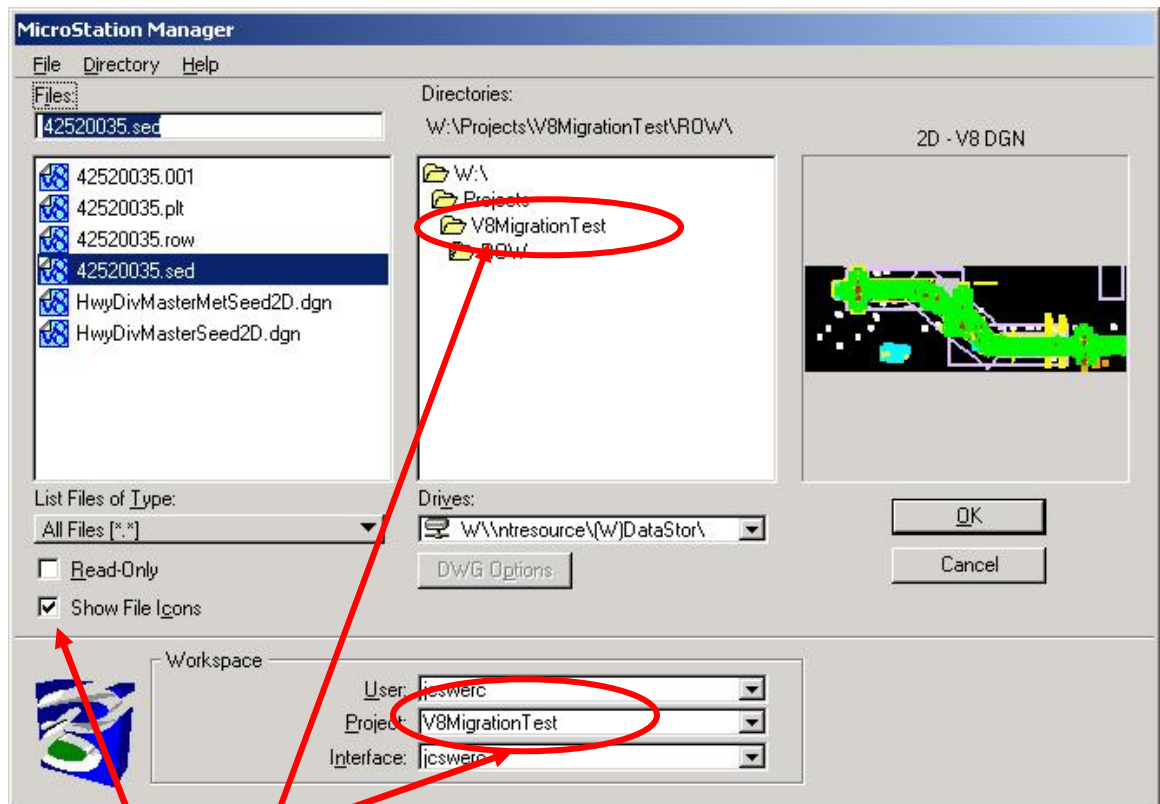 MicroStation Manager
File Directory Help
Files:
Directories:
42520035.sed
W:\Projects\V8MigrationTest\ROW\
2D - V8 DGN
42520035.001
42520035.plt
42520035.row
42520035.sed
HwyDivMasterMetSeed2D.dgn
HwyDivMasterSeed2D.dgn
W:\
Projects
V8MigrationTest
ROW/
List Files of Type:
All Files [*.*]
Drives:
W\\ntresource\(W)DataStor\
OK
Read-Only
DWG Options
Cancel
Show File Icons
Workspace
User: jcswerc
Project: V8MigrationTest
Interface: jcswerc